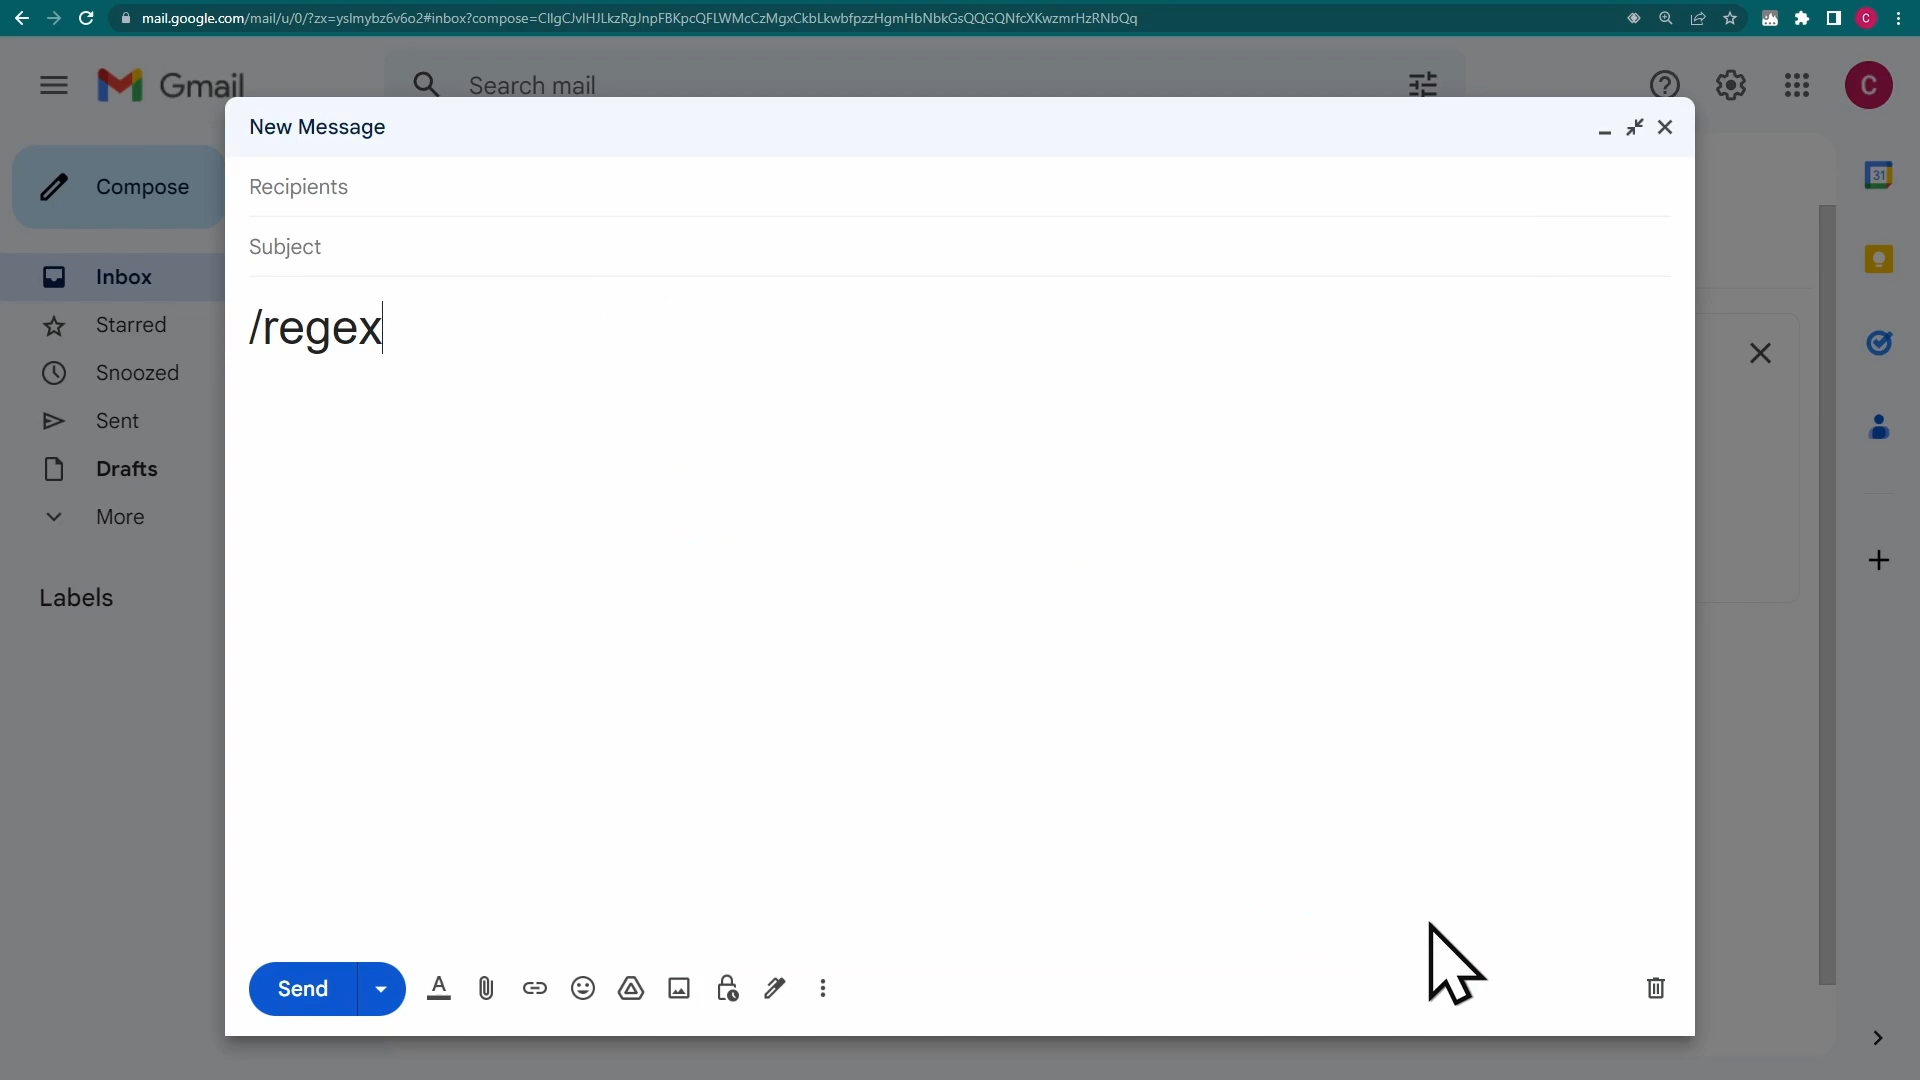 mail.google.com/mail/u/0/?zx=yslmybz6v6o2#inbox?compose=CllgCJvlHJLkzRgJnpFBKpcQFLWMcCzMgxCkbLkwbfpzzHgmHbNbkGsQQGQNfcXKwzmrHzRNbQq
C
Gmail
Search mail
C
New Message
Compose
Recipients
Subject
31
Inbox
/regex
Starred
Snoozed
Sent
Drafts
More
Labels
Send
A